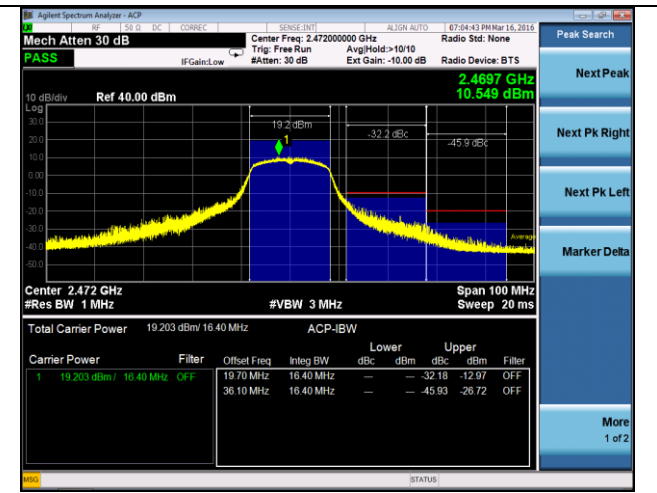 Agilent Spectrum Analyzer - ACP
RF 50 Ω DC CORREC SENSE:INT ALIGN AUTO 07:04:43 PM Mar 16, 2016
Mech Atten 30 dB
Center Freq: 2.472000000 GHz Radio Std: None
Trig: Free Run Avg|Hold:>10/10
PASS IFGain:Low #Atten: 30 dB Ext Gain: -10.00 dB Radio Device: BTS
2.4697 GHz
10.549 dBm
10 dB/div Ref 40.00 dBm
Log
30.0
20.0
10.0
0.00
-10.0
-20.0
-30.0
-40.0
-50.0
19.2 dBm
-32.2 dBc
-45.9 dBc
1
Average
Center 2.472 GHz Span 100 MHz
#Res BW 1 MHz #VBW 3 MHz Sweep 20 ms
Total Carrier Power 19.203 dBm/ 16.40 MHz ACP-IBW
Lower Upper
Carrier Power Filter Offset Freq Integ BW dBc dBm dBc dBm Filter
1 19.203 dBm / 16.40 MHz OFF 19.70 MHz 16.40 MHz --- --- -32.18 -12.97 OFF
36.10 MHz 16.40 MHz --- --- -45.93 -26.72 OFF
MSG STATUS
Peak Search
Next Peak
Next Pk Right
Next Pk Left
Marker Delta
More
1 of 2